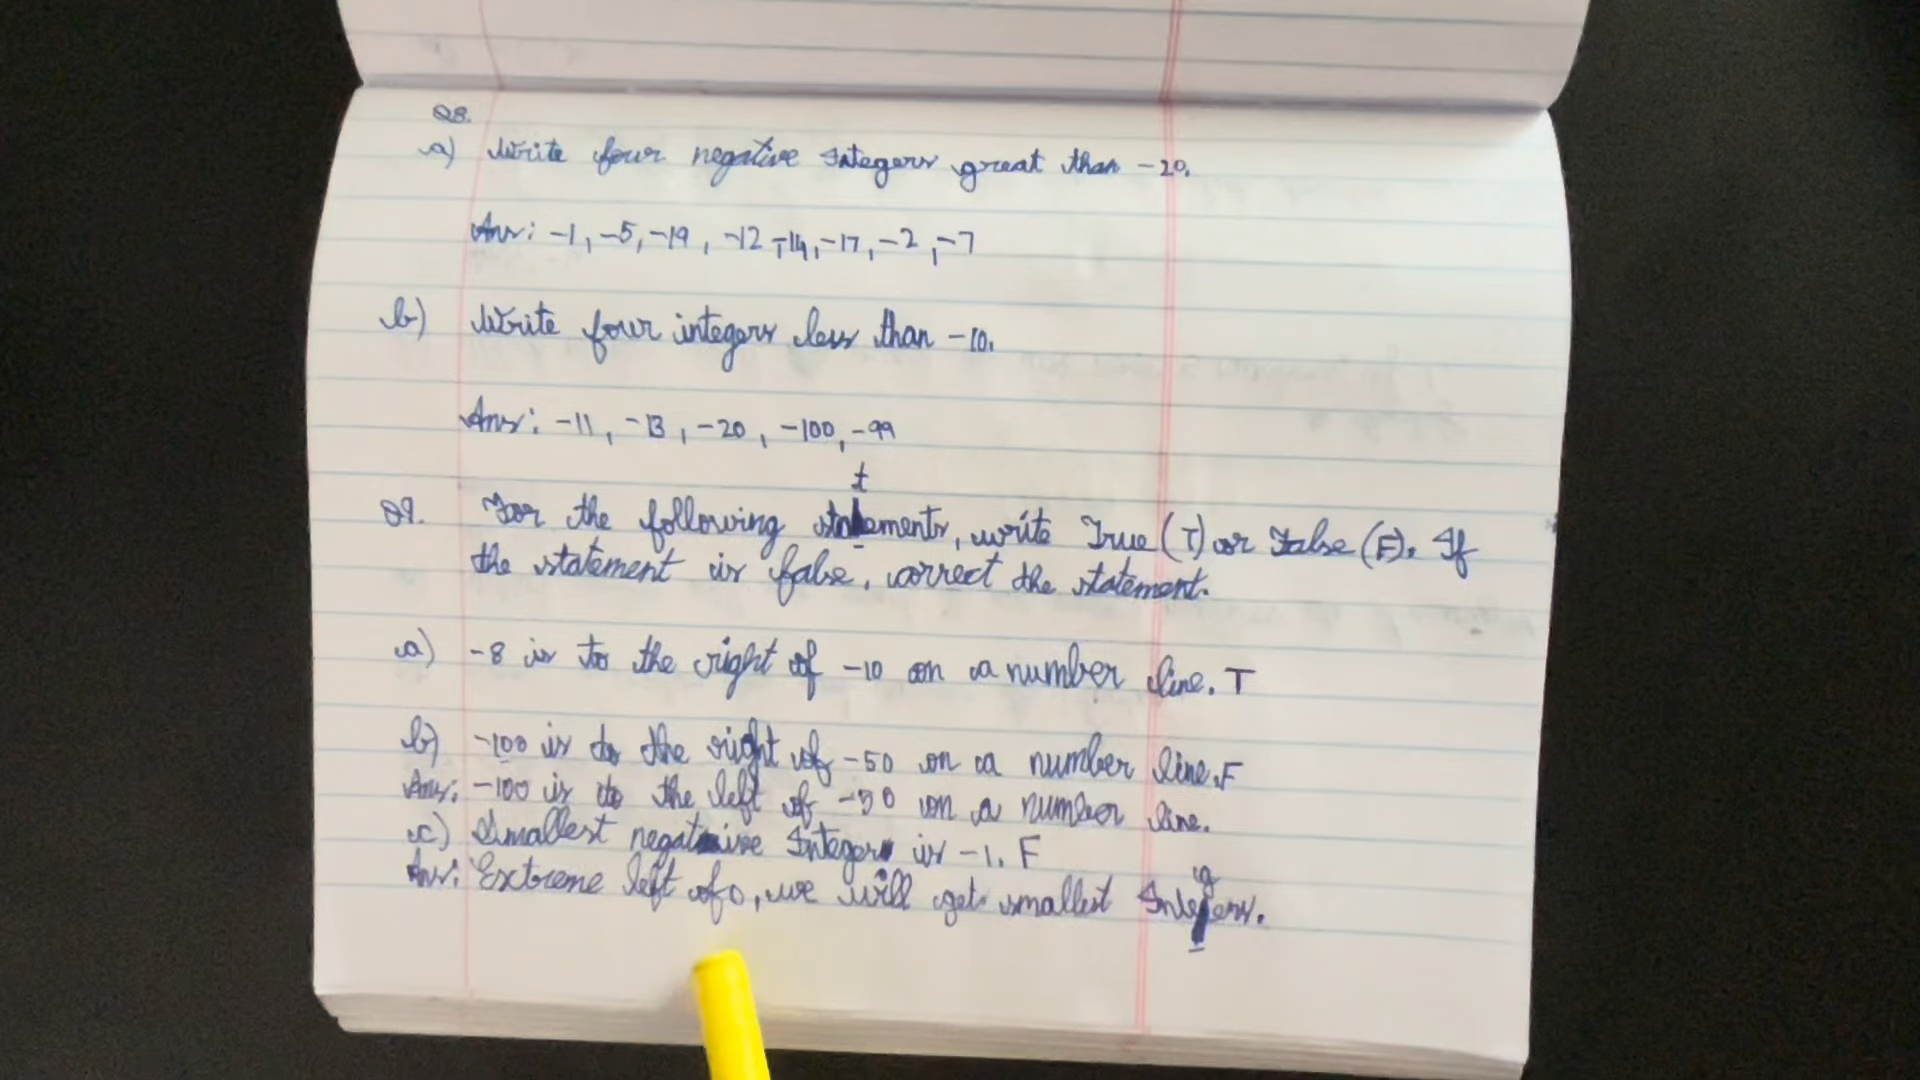 Q8.
a) Write four negative Integers great than -20.
Ans: -1, -5, -19, -12, -14, -17, -2, -7
b) Write four integers less than -10.
Ans: -11, -13, -20, -100, -99
Q9. For the following statements, write True (T) or False (F). If
the statement is false, correct the statement.
a) -8 is to the right of -10 on a number line. T
b) -100 is to the right of -50 on a number line. F
Ans: -100 is to the left of -50 on a number line.
c) Smallest negative Integer is -1. F
Ans: Extreme left of 0, we will get smallest Integers.